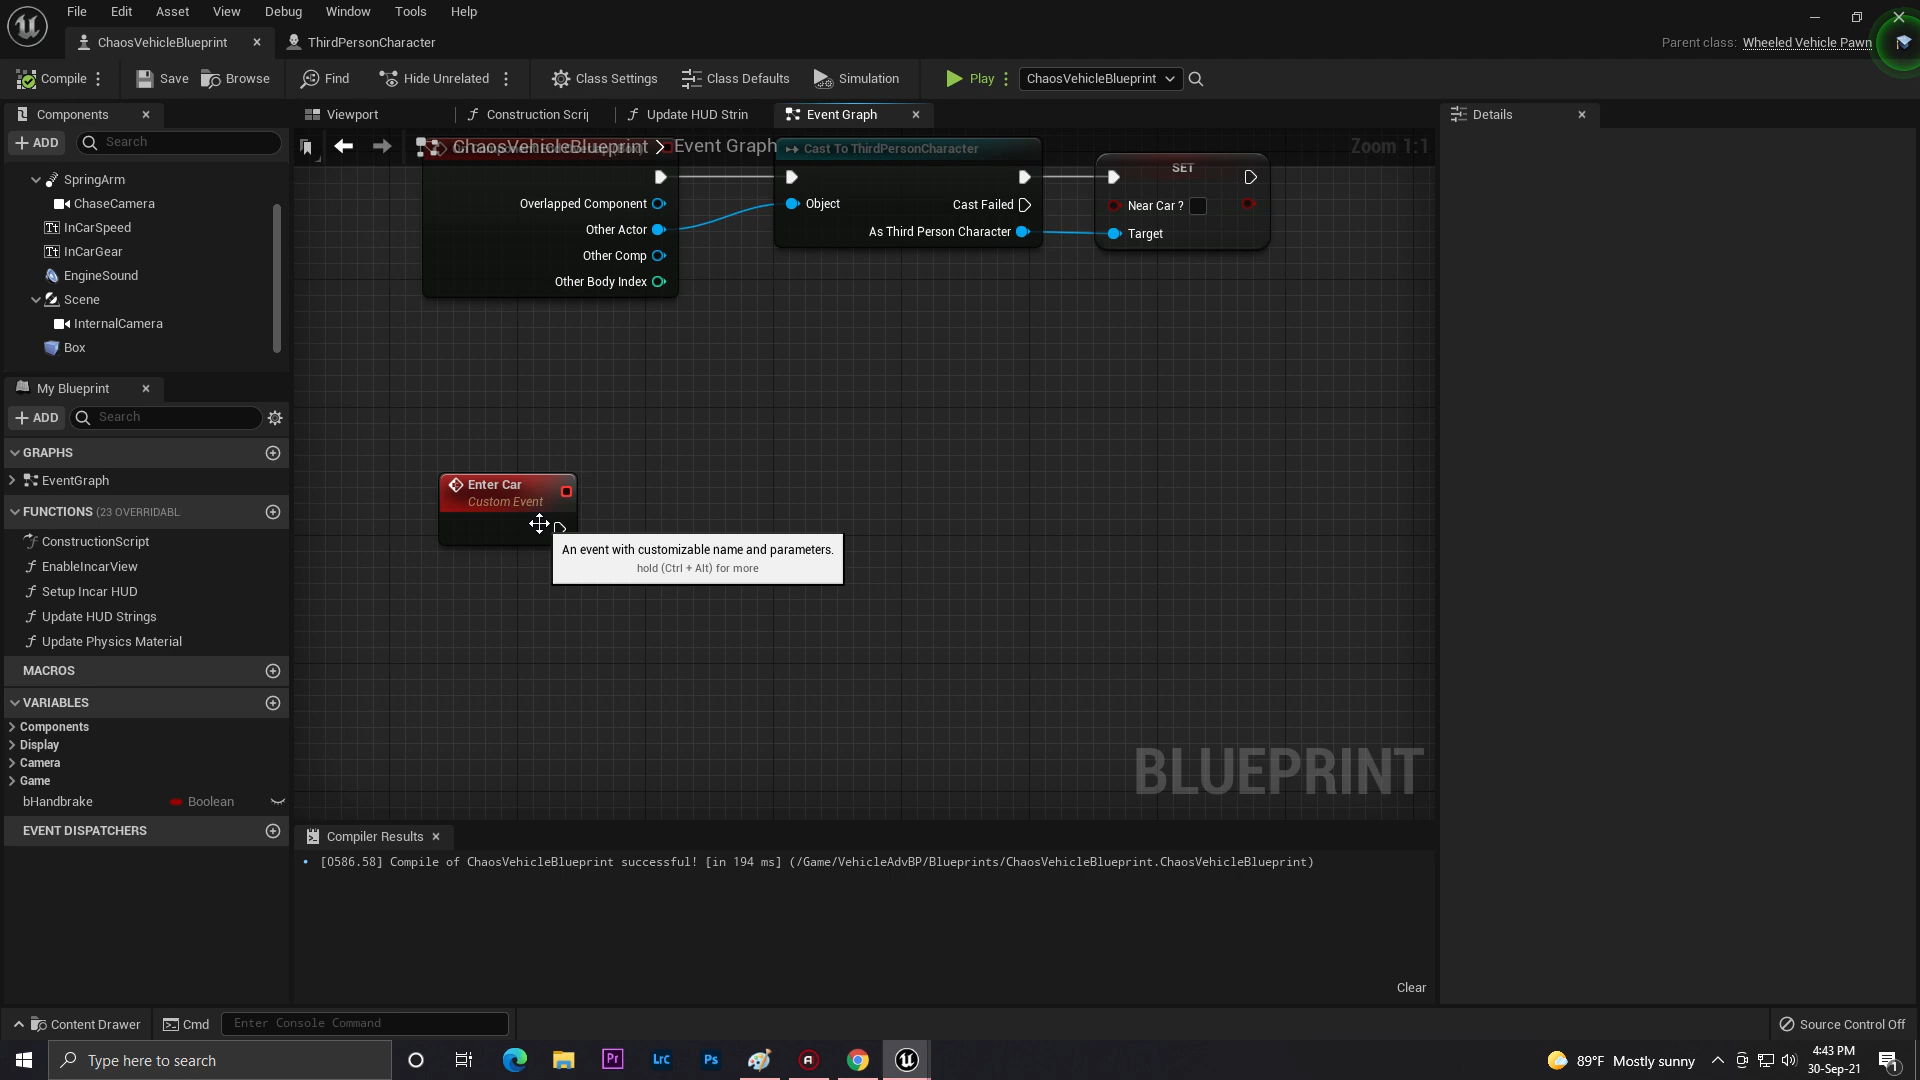 File Edit Asset View Debug Window Tools Help
ChaosVehicleBlueprint ThirdPersonCharacter
Parent class: Wheeled Vehicle Pawn
Compile Save Browse Find Hide Unrelated Class Settings Class Defaults Simulation Play ChaosVehicleBlueprint
Components
ADD Search
SpringArm
ChaseCamera
InCarSpeed
InCarGear
EngineSound
Scene
InternalCamera
Box
My Blueprint
ADD Search
GRAPHS
EventGraph
FUNCTIONS (23 OVERRIDABL
ConstructionScript
EnableIncarView
Setup Incar HUD
Update HUD Strings
Update Physics Material
MACROS
VARIABLES
Components
Display
Camera
Game
bHandbrake Boolean
EVENT DISPATCHERS
Viewport Construction Scrip Update HUD Strin Event Graph
ChaosVehicleBlueprint > Event Graph
Zoom 1:1
Overlapped Component
Other Actor
Other Comp
Other Body Index
Cast To ThirdPersonCharacter
Object Cast Failed
As Third Person Character
SET
Near Car ?
Target
Enter Car
Custom Event
An event with customizable name and parameters.
hold (Ctrl + Alt) for more
BLUEPRINT
Compiler Results
[0586.58] Compile of ChaosVehicleBlueprint successful! [in 194 ms] (/Game/VehicleAdvBP/Blueprints/ChaosVehicleBlueprint.ChaosVehicleBlueprint)
Clear
Details
Content Drawer Cmd Enter Console Command
Source Control Off
Type here to search
Pr Lrc Ps
89°F Mostly sunny
4:43 PM
30-Sep-21
1